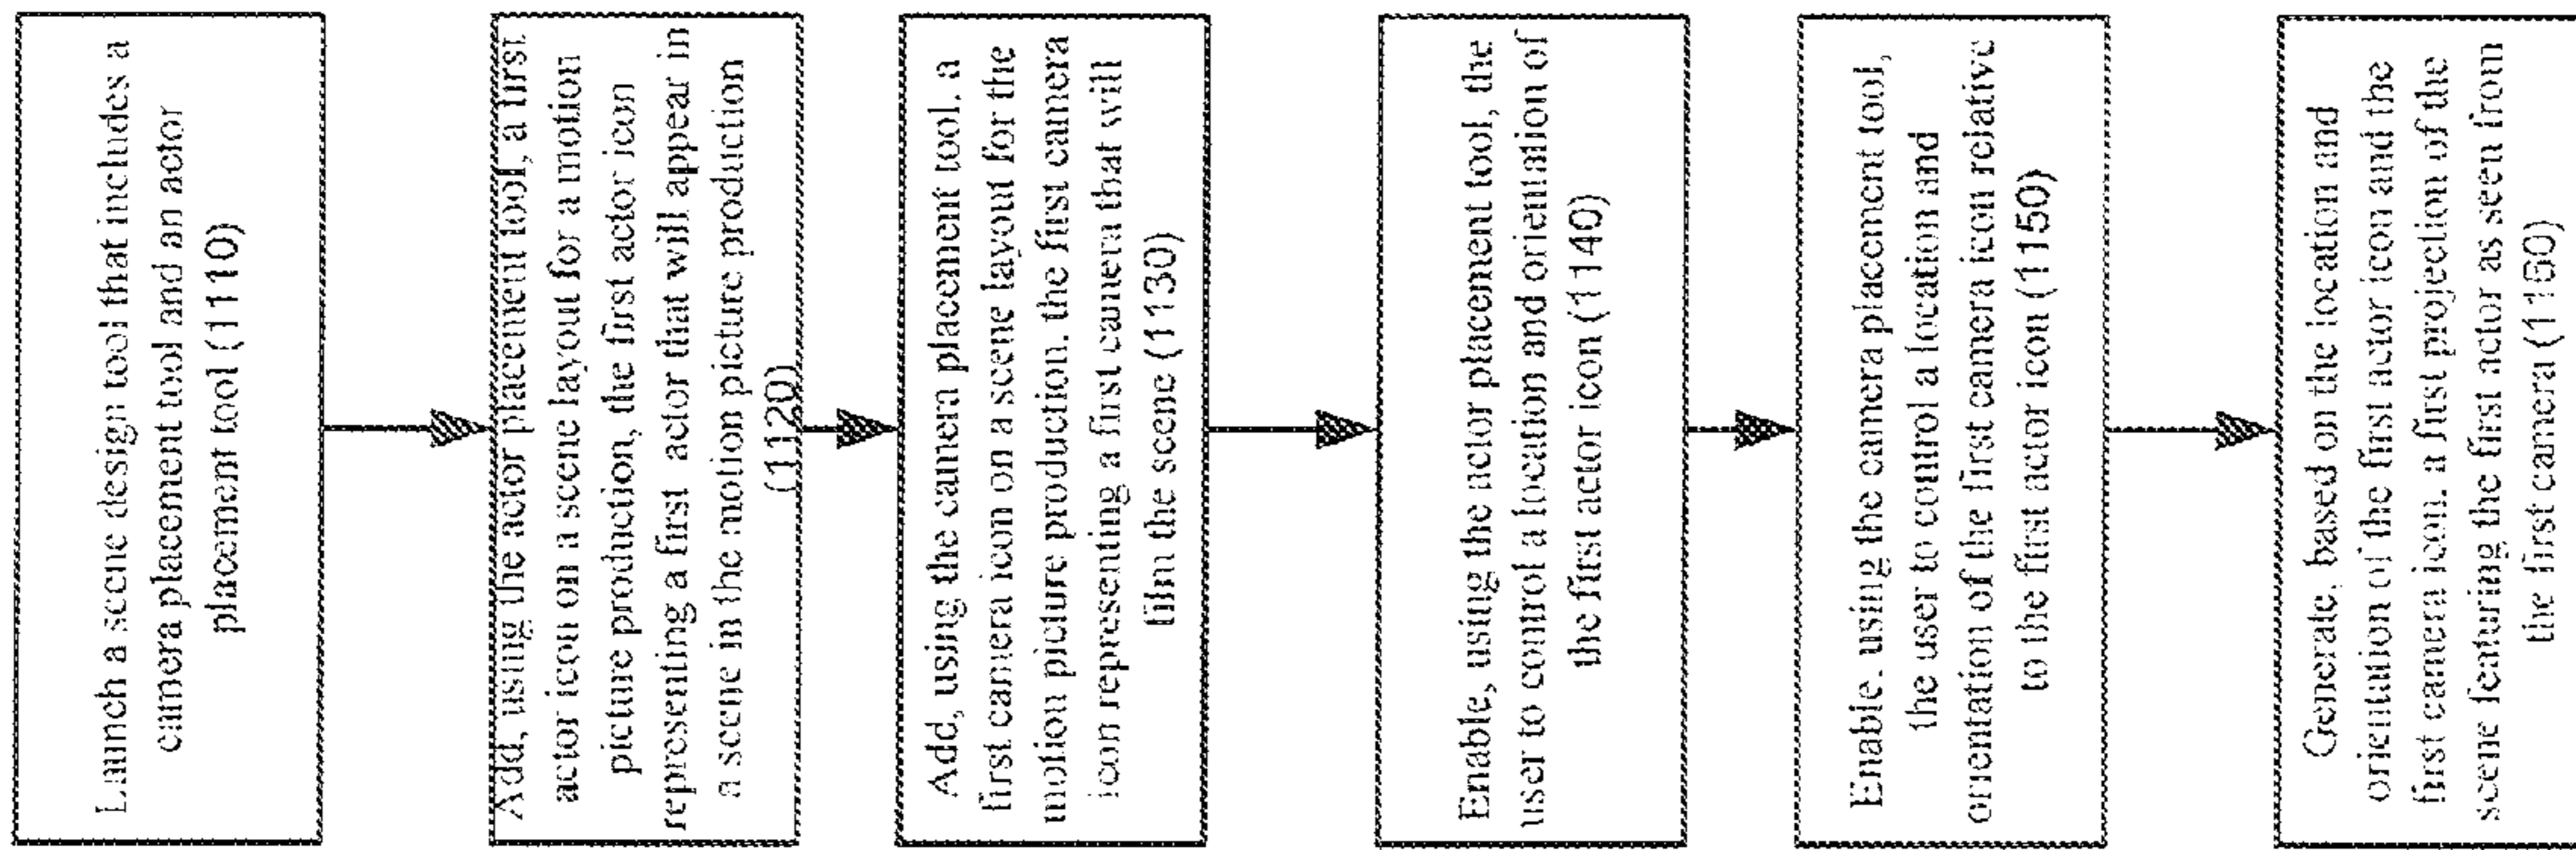 Launch a scene design tool that includes a
camera placement tool and an actor
placement tool (1110)
Add, using the actor placement tool, a first
actor icon on a scene layout for a motion
picture production, the first actor icon
representing a first actor that will appear in
a scene in the motion picture production
(1120)
Add, using the camera placement tool, a
first camera icon on a scene layout for the
motion picture production, the first camera
icon representing a first camera that will
film the scene (1130)
Enable, using the actor placement tool, the
user to control a location and orientation of
the first actor icon (1140)
Enable, using the camera placement tool,
the user to control a location and
orientation of the first camera icon relative
to the first actor icon (1150)
Generate, based on the location and
orientation of the first actor icon and the
first camera icon, a first projection of the
scene featuring the first actor as seen from
the first camera (1160)